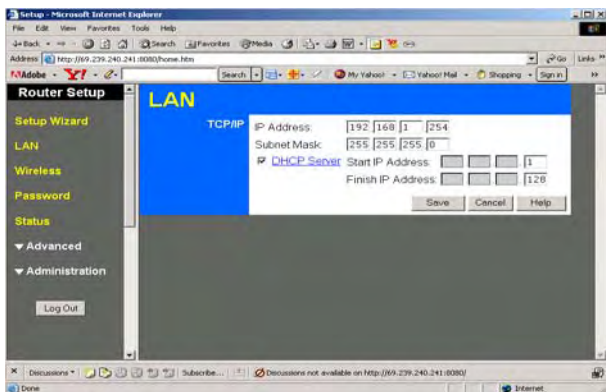 Setup - Microsoft Internet Explorer
File Edit View Favorites Tools Help
Back Search Favorites Media
Address http://69.239.240.241:8080/home.htm Go Links »
Adobe Y! Search My Yahoo! Yahoo! Mail Shopping Sign in »
Router Setup
LAN
Setup Wizard
LAN
Wireless
Password
Status
Advanced
Administration
Log Out
TCP/IP
IP Address: 192 168 1 254
Subnet Mask: 255 255 255 0
DHCP Server Start IP Address: 1
Finish IP Address: 128
Save Cancel Help
Discussions Subscribe... Discussions not available on http://69.239.240.241:8080/
Done Internet